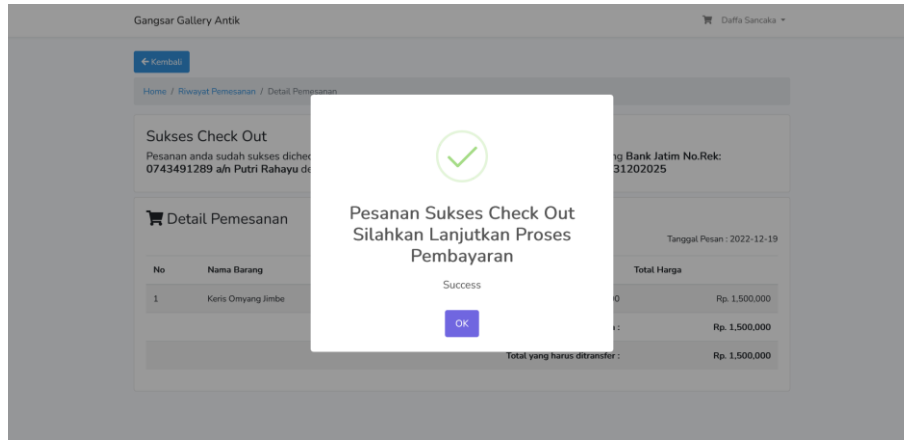 Gangsar Gallery Antik
Daffa Sancaka
Kembali
Home / Riwayat Pemesanan / Detail Pemesanan
Sukses Check Out
Pesanan anda sudah sukses
ng Bank Jatim No.Rek:
0743491289 a/n Putri Rahayu
31202025
Detail Pemesanan
Tanggal Pesan : 2022-12-19
No Nama Barang Total Harga
1 Keris Omyang Jimbe Rp. 1,500,000
Rp. 1,500,000
Total yang harus ditransfer : Rp. 1,500,000
Pesanan Sukses Check Out
Silahkan Lanjutkan Proses
Pembayaran
Success
OK